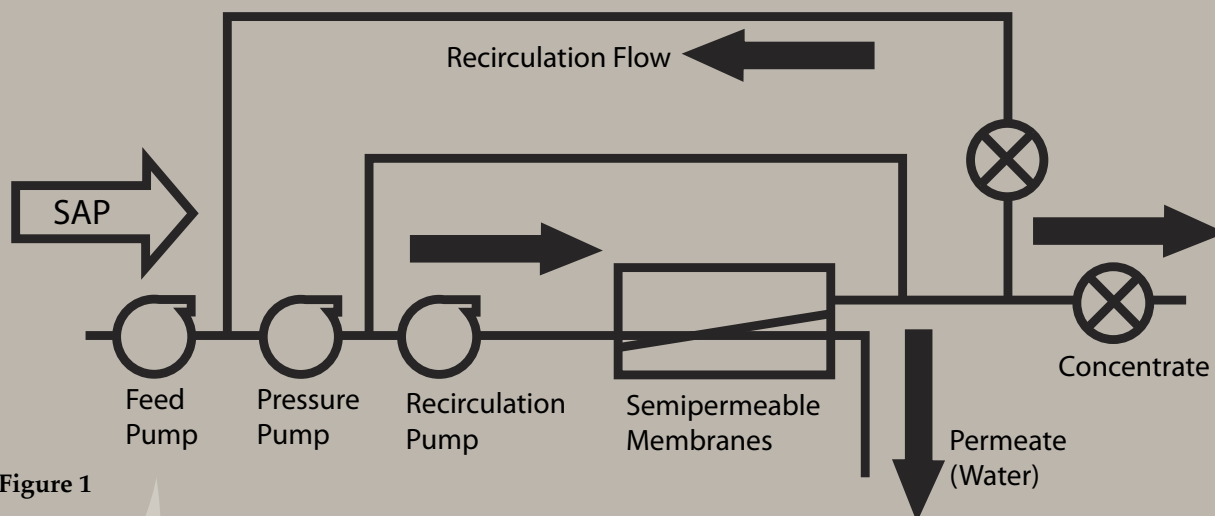 Recirculation Flow
SAP
Feed
Pump
Pressure
Pump
Recirculation
Pump
Semipermeable
Membranes
Concentrate
Permeate
(Water)
Figure 1